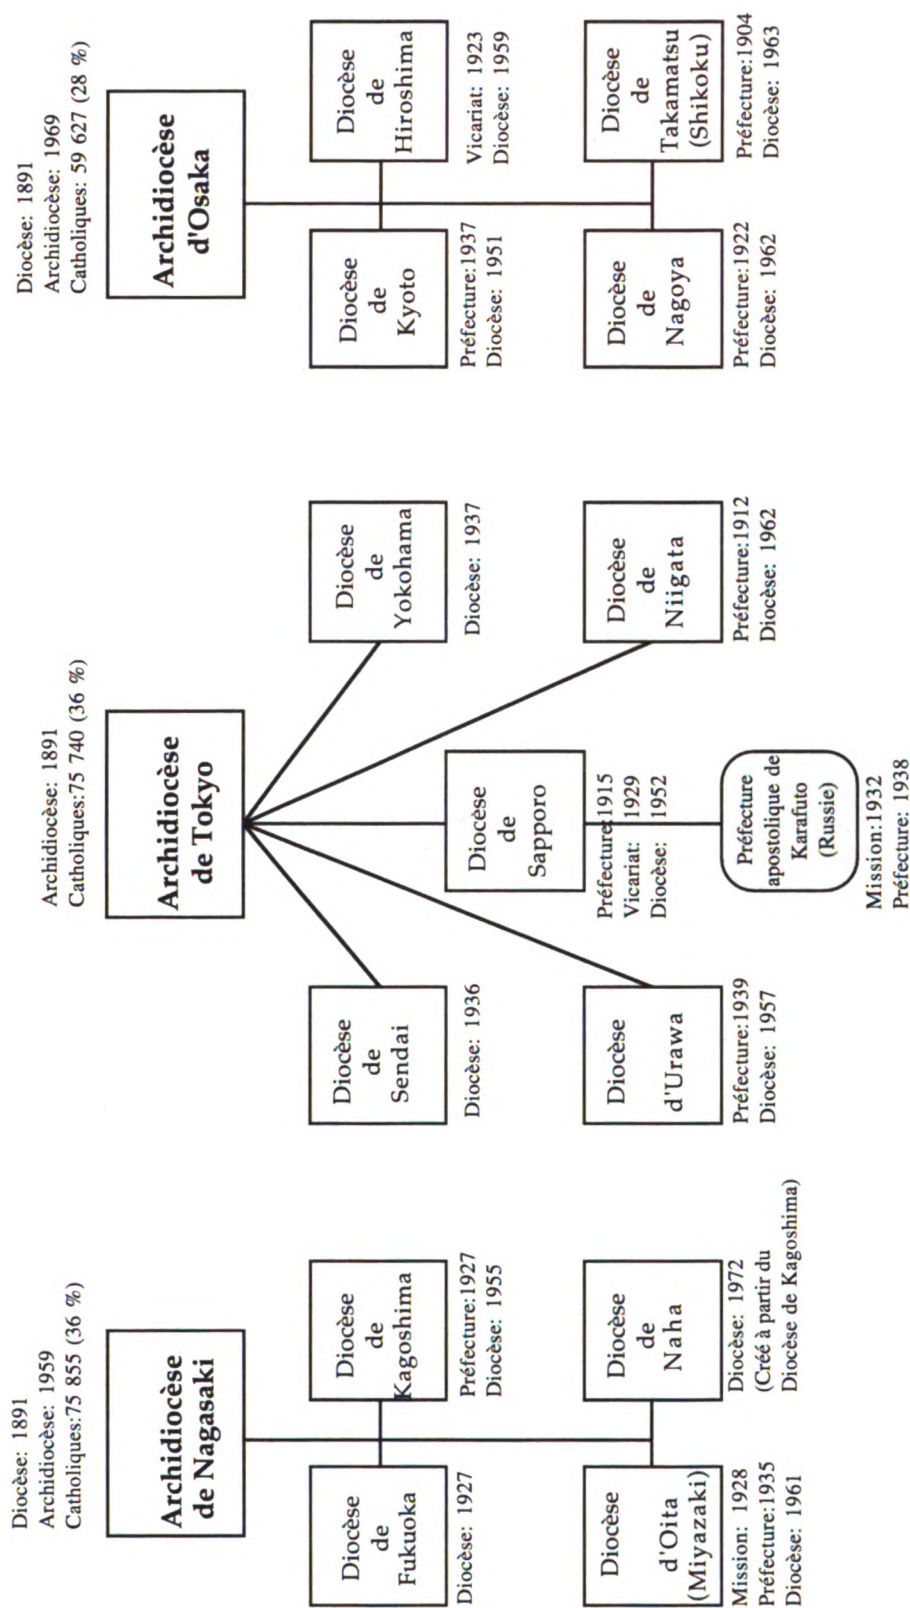 Diocèse: 1891
Archidiocèse: 1959
Catholiques:75 855 (36 %)
Archidiocèse
de Nagasaki
Diocèse
de
Fukuoka
Diocèse: 1927
Diocèse
de
Kagoshima
Préfecture:1927
Diocèse: 1955
Diocèse
d'Oita
(Miyazaki)
Mission: 1928
Préfecture:1935
Diocèse: 1961
Diocèse
de
Naha
Diocèse: 1972
(Créé à partir du
Diocèse de Kagoshima)
Archidiocèse: 1891
Catholiques:75 740 (36 %)
Archidiocèse
de Tokyo
Diocèse
de
Sendai
Diocèse: 1936
Diocèse
de
Yokohama
Diocèse: 1937
Diocèse
de
Sapporo
Préfecture:1915
Vicariat: 1929
Diocèse: 1952
Diocèse
d'Urawa
Préfecture:1939
Diocèse: 1957
Diocèse
de
Niigata
Préfecture:1912
Diocèse: 1962
Préfecture
apostolique de
Karafuto
(Russie)
Mission:1932
Préfecture: 1938
Diocèse: 1891
Archidiocèse: 1969
Catholiques: 59 627 (28 %)
Archidiocèse
d'Osaka
Diocèse
de
Kyoto
Préfecture:1937
Diocèse: 1951
Diocèse
de
Hiroshima
Vicariat: 1923
Diocèse: 1959
Diocèse
de
Nagoya
Préfecture:1922
Diocèse: 1962
Diocèse
de
Takamatsu
(Shikoku)
Préfecture:1904
Diocèse: 1963